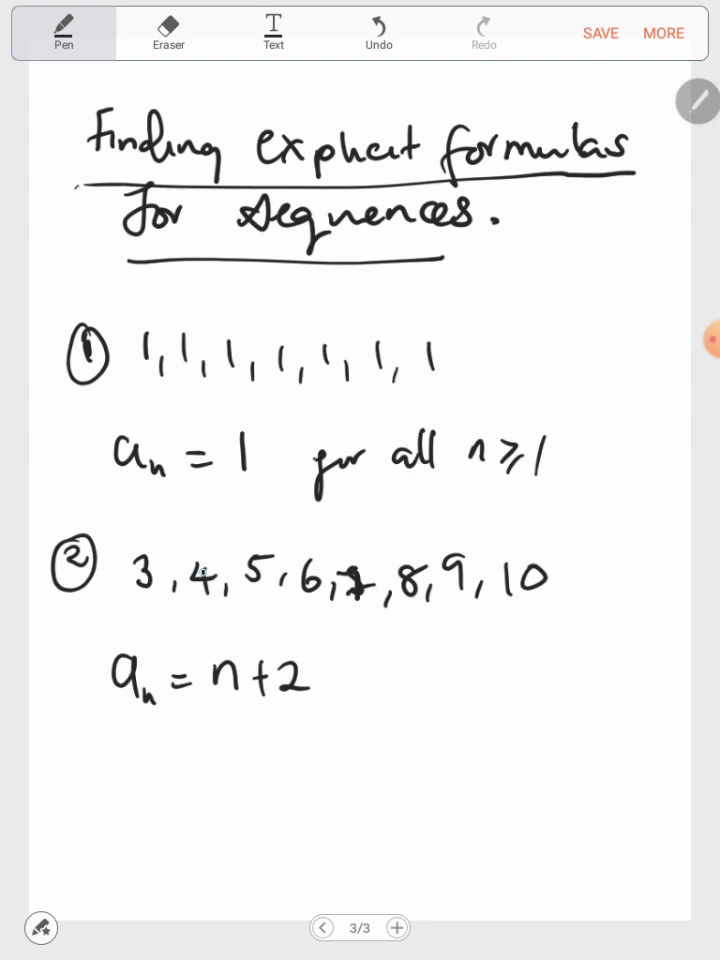 Pen Eraser Text Undo Redo SAVE MORE
Finding explicit formulas
for sequences.
① 1, 1, 1, 1, 1, 1, 1
aₙ = 1 for all n ⩾ 1
② 3, 4, 5, 6, 7, 8, 9, 10
aₙ = n+2
3/3